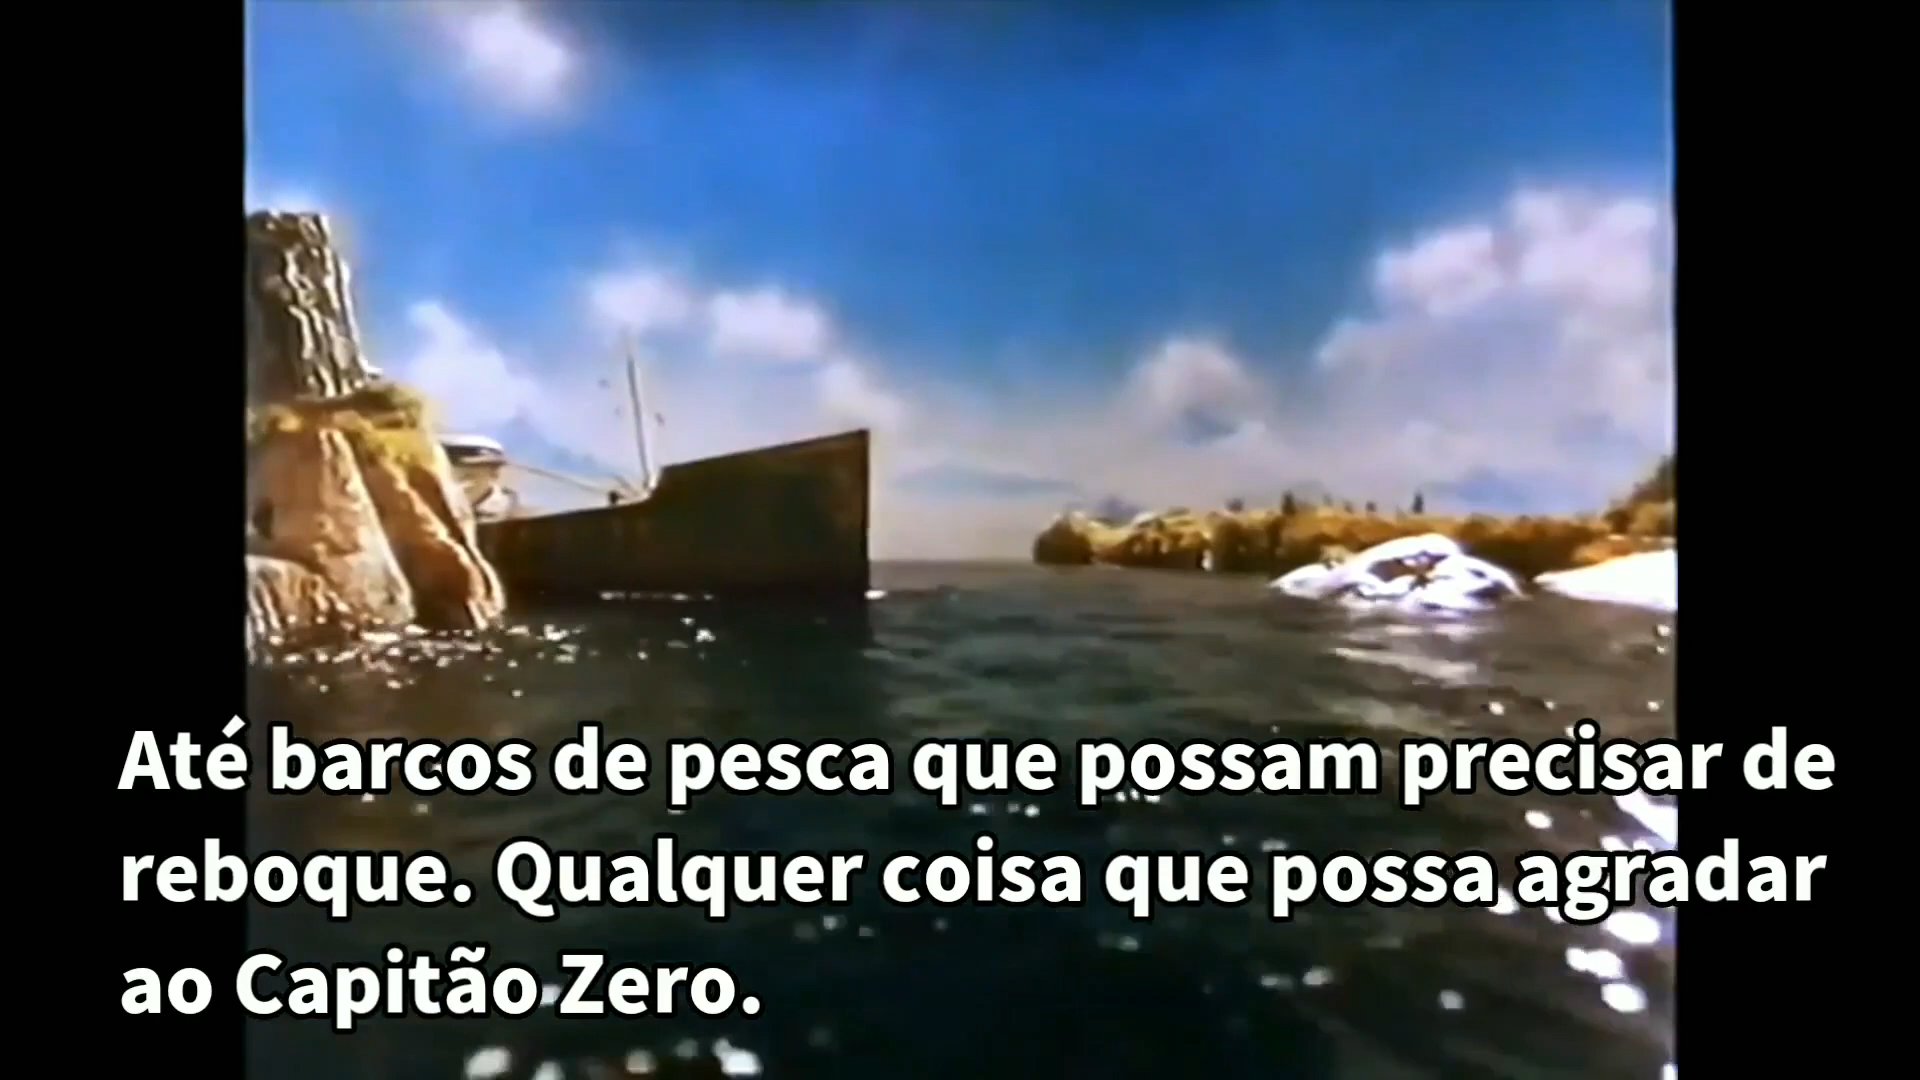 Até barcos de pesca que possam precisar de
reboque. Qualquer coisa que possa agradar
ao Capitão Zero.